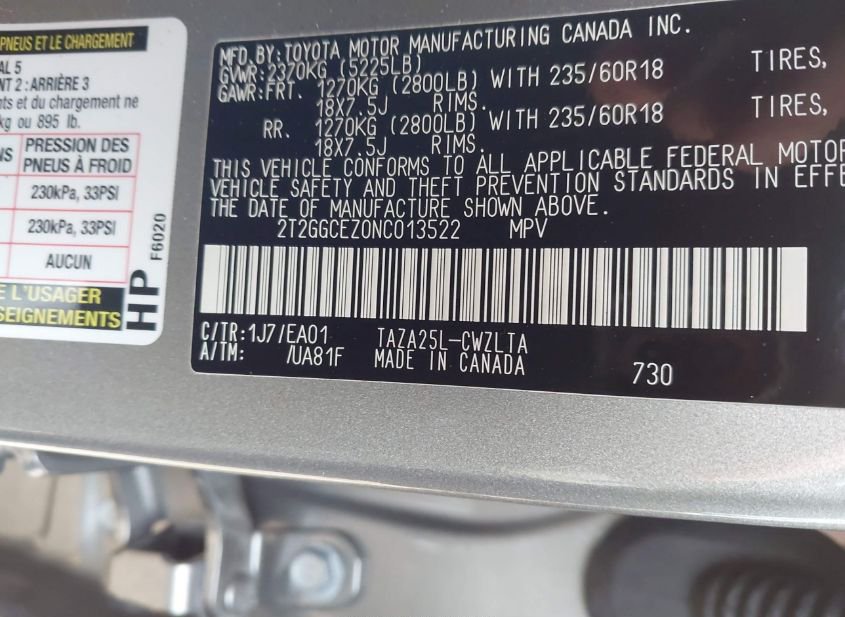 PNEUS ET LE CHARGEMENT
AL 5
NT 2 : ARRIÈRE 3
nts et du chargement ne
kg ou 895 lb.
NS PRESSION DES
PNEUS À FROID
230kPa, 33PSI
230kPa, 33PSI
AUCUN
E L'USAGER
SEIGNEMENTS
HP
F6020
MFD.BY:TOYOTA MOTOR MANUFACTURING CANADA INC.
GVWR:2370KG (5225LB)
GAWR:FRT. 1270KG (2800LB) WITH 235/60R18 TIRES,
18X7.5J RIMS.
RR. 1270KG (2800LB) WITH 235/60R18 TIRES,
18X7.5J RIMS.
THIS VEHICLE CONFORMS TO ALL APPLICABLE FEDERAL MOTOR
VEHICLE SAFETY AND THEFT PREVENTION STANDARDS IN EFFE
THE DATE OF MANUFACTURE SHOWN ABOVE.
2T2GGCEZ0NC013522 MPV
C/TR:1J7/EA01 TAZA25L-CWZLTA
A/TM: /UA81F MADE IN CANADA
730